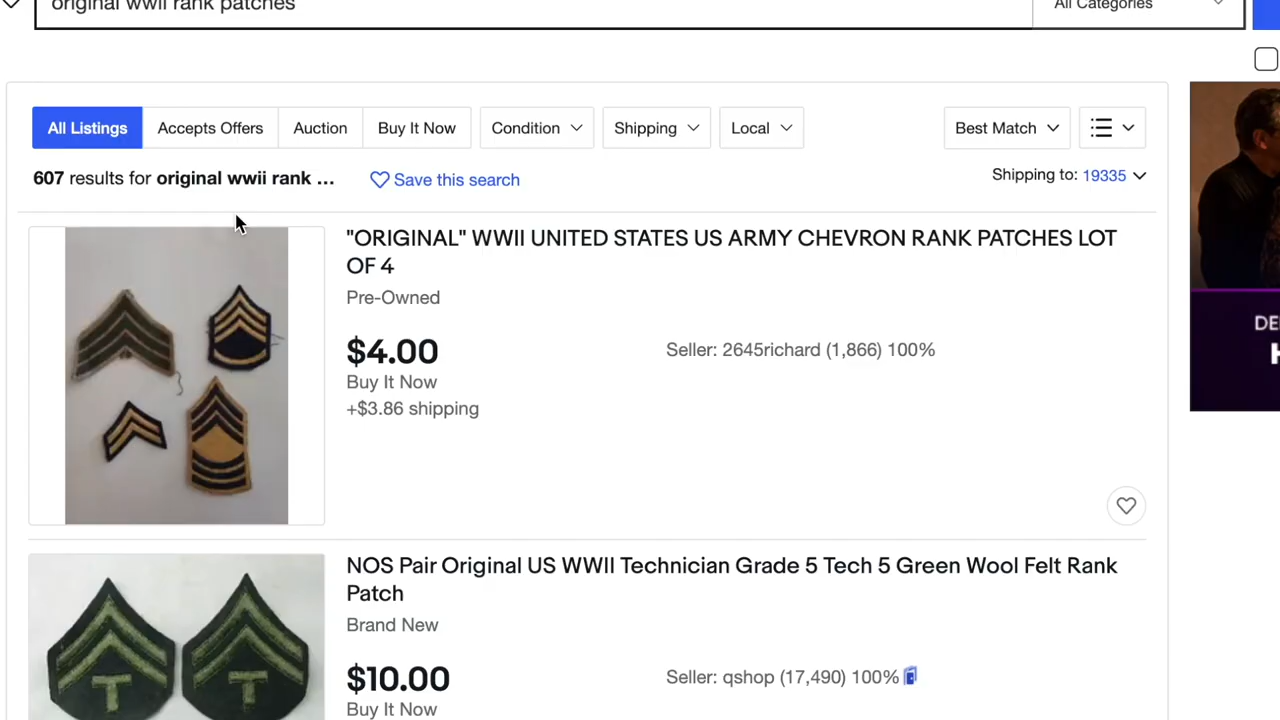 original wwii rank patches
All Categories
All Listings
Accepts Offers
Auction
Buy It Now
Condition
Shipping
Local
Best Match
607 results for original wwii rank ...
Save this search
Shipping to: 19335
"ORIGINAL" WWII UNITED STATES US ARMY CHEVRON RANK PATCHES LOT
OF 4
Pre-Owned
$4.00
Seller: 2645richard (1,866) 100%
Buy It Now
+$3.86 shipping
NOS Pair Original US WWII Technician Grade 5 Tech 5 Green Wool Felt Rank
Patch
Brand New
$10.00
Seller: qshop (17,490) 100%
Buy It Now
T
T